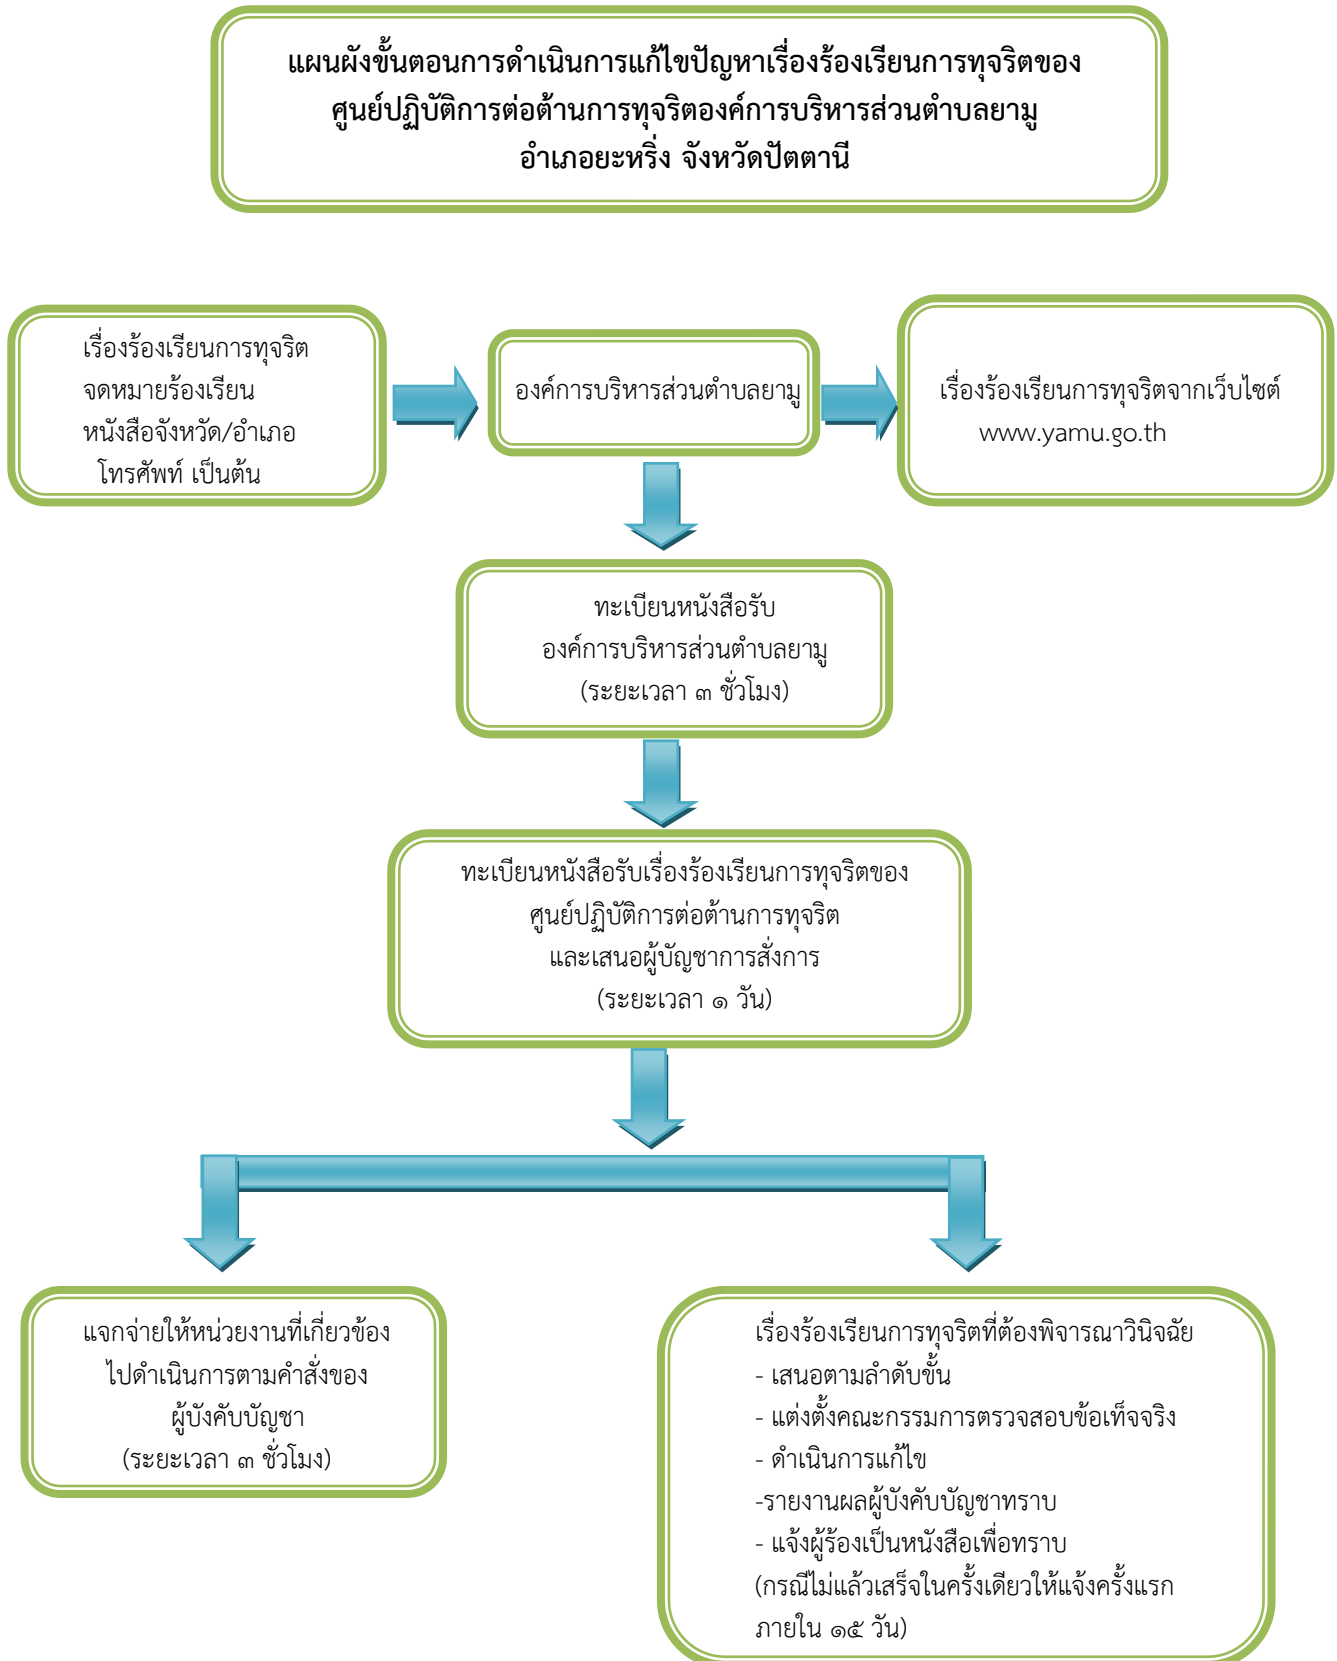 แผนผังขั้นตอนการดำเนินการแก้ไขปัญหาเรื่องร้องเรียนการทุจริตของ
ศูนย์ปฏิบัติการต่อต้านการทุจริตองค์การบริหารส่วนตำบลยามู
อำเภอยะหริ่ง จังหวัดปัตตานี
เรื่องร้องเรียนการทุจริต
จดหมายร้องเรียน
หนังสือจังหวัด/อำเภอ
โทรศัพท์ เป็นต้น
องค์การบริหารส่วนตำบลยามู
เรื่องร้องเรียนการทุจริตจากเว็บไซต์
www.yamu.go.th
ทะเบียนหนังสือรับ
องค์การบริหารส่วนตำบลยามู
(ระยะเวลา ๓ ชั่วโมง)
ทะเบียนหนังสือรับเรื่องร้องเรียนการทุจริตของ
ศูนย์ปฏิบัติการต่อต้านการทุจริต
และเสนอผู้บัญชาการสั่งการ
(ระยะเวลา ๑ วัน)
แจกจ่ายให้หน่วยงานที่เกี่ยวข้อง
ไปดำเนินการตามคำสั่งของ
ผู้บังคับบัญชา
(ระยะเวลา ๓ ชั่วโมง)
เรื่องร้องเรียนการทุจริตที่ต้องพิจารณาวินิจฉัย
- เสนอตามลำดับขั้น
- แต่งตั้งคณะกรรมการตรวจสอบข้อเท็จจริง
- ดำเนินการแก้ไข
-รายงานผลผู้บังคับบัญชาทราบ
- แจ้งผู้ร้องเป็นหนังสือเพื่อทราบ
(กรณีไม่แล้วเสร็จในครั้งเดียวให้แจ้งครั้งแรก
ภายใน ๑๕ วัน)